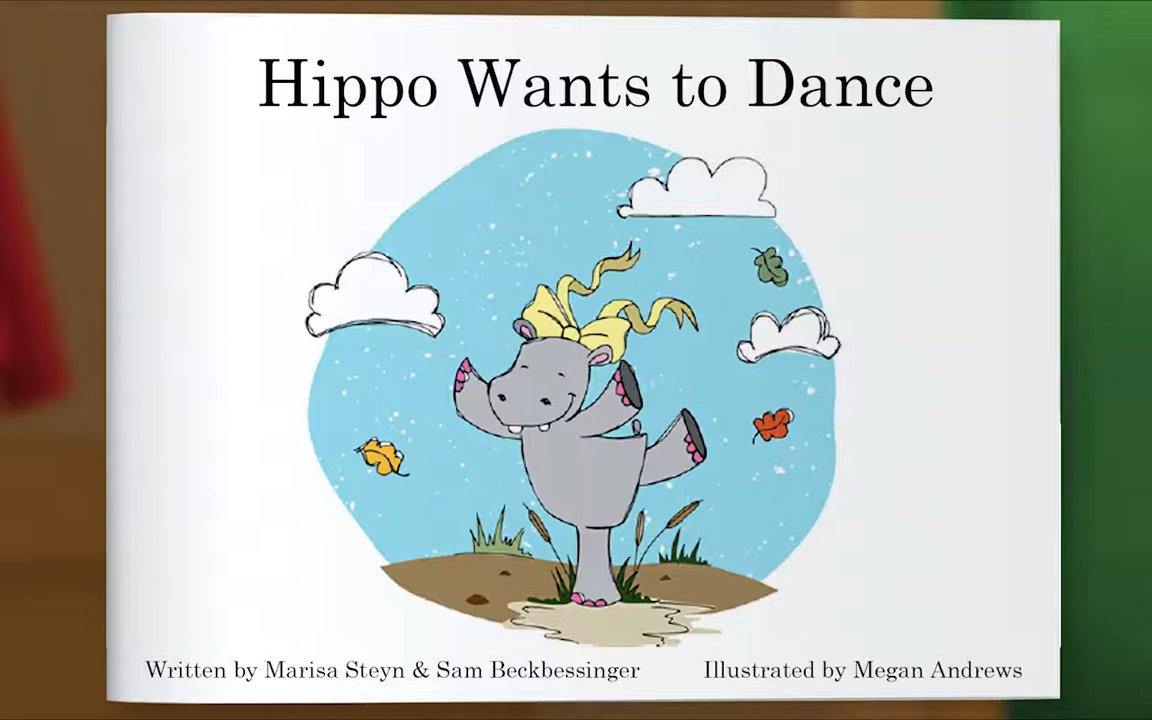 Hippo Wants to Dance
Written by Marisa Steyn & Sam Beckbessinger
Illustrated by Megan Andrews